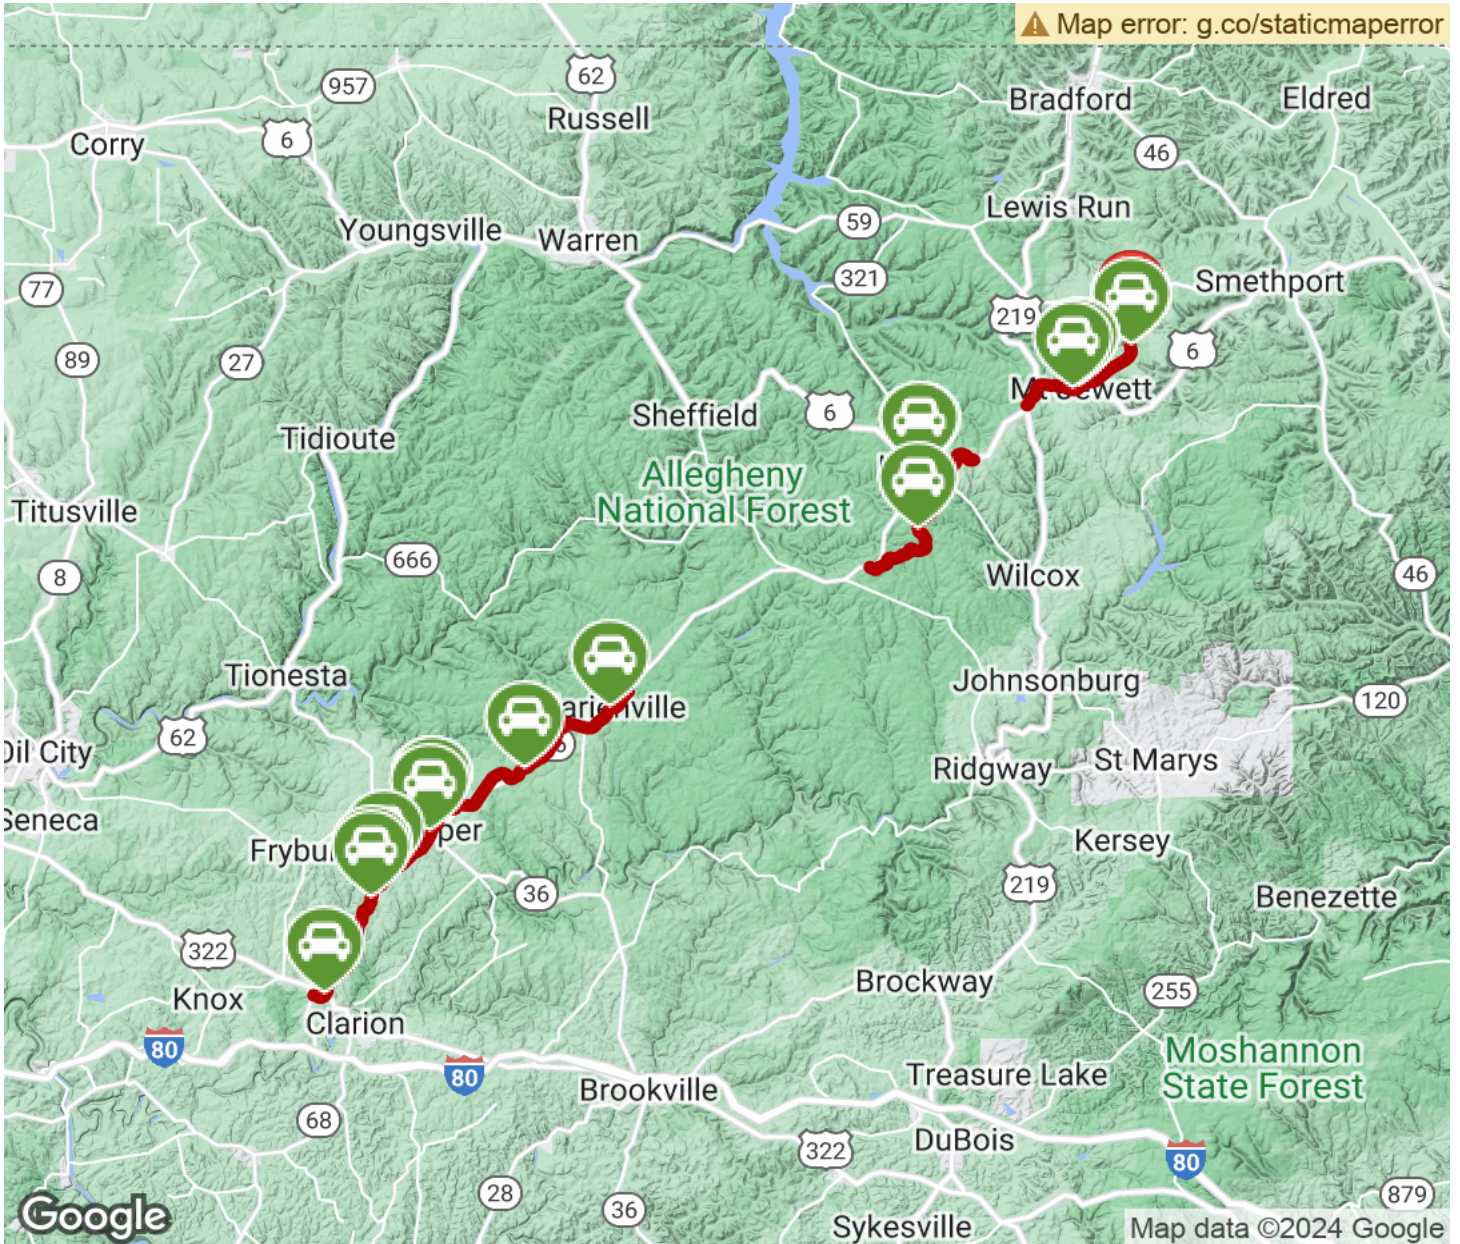 Map error: g.co/staticmaperror
957
62
Russell
Bradford
Eldred
Corry
6
46
Youngsville
Warren
59
Lewis Run
77
321
Smethport
219
89
27
6
Sheffield
6
Tidioute
Allegheny
National Forest
Titusville
8
666
Wilcox
46
Tionesta
Johnsonburg
120
62
Oil City
Ridgway
St Marys
Seneca
Kersey
36
219
Benezette
322
Knox
Brockway
255
Clarion
80
80
Moshannon
State Forest
Brookville
Treasure Lake
68
322
DuBois
80
28
36
879
Sykesville
Google
Map data ©2024 Google